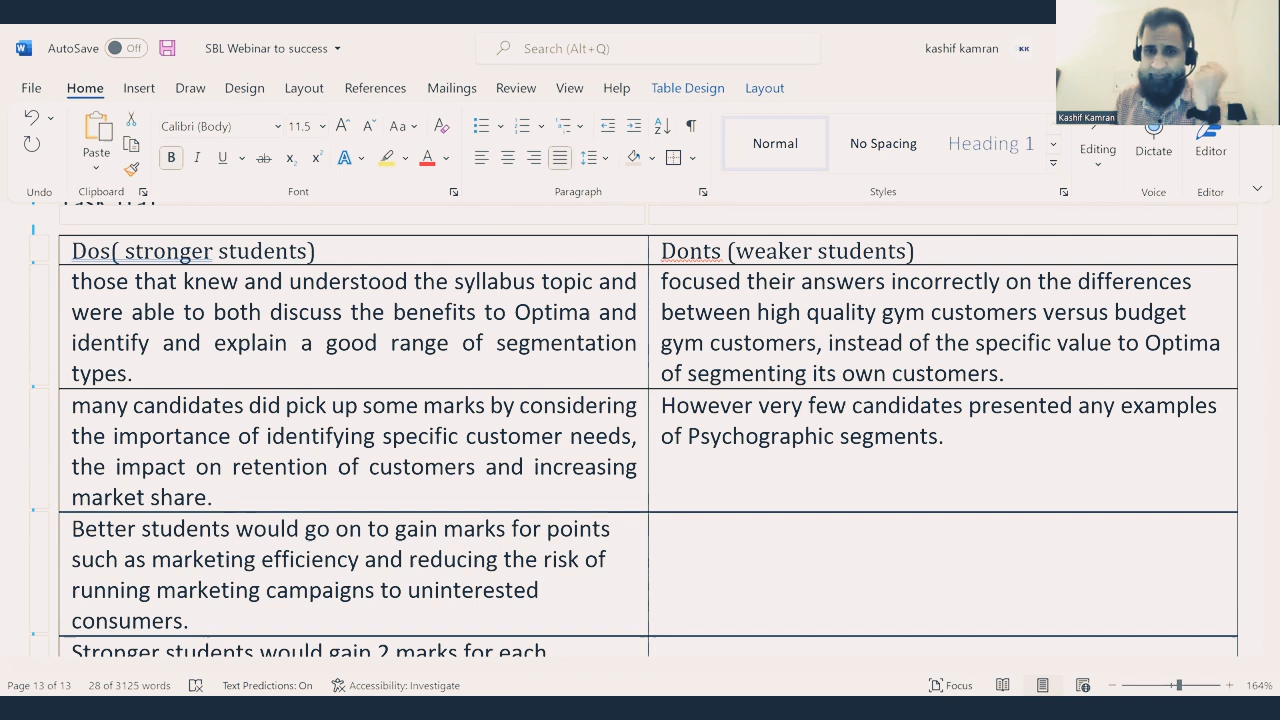 AutoSave Off SBL Webinar to success Search (Alt+Q) kashif kamran KK
File Home Insert Draw Design Layout References Mailings Review View Help Table Design Layout
Kashif Kamran
Calibri (Body) 11.5
Paste
Normal No Spacing Heading 1
Editing Dictate Editor
Undo Clipboard Font Paragraph Styles Voice Editor
Dos( stronger students)
those that knew and understood the syllabus topic and
were able to both discuss the benefits to Optima and
identify and explain a good range of segmentation
types.
many candidates did pick up some marks by considering
the importance of identifying specific customer needs,
the impact on retention of customers and increasing
market share.
Better students would go on to gain marks for points
such as marketing efficiency and reducing the risk of
running marketing campaigns to uninterested
consumers.
Stronger students would gain 2 marks for each
Donts (weaker students)
focused their answers incorrectly on the differences
between high quality gym customers versus budget
gym customers, instead of the specific value to Optima
of segmenting its own customers.
However very few candidates presented any examples
of Psychographic segments.
Page 13 of 13 28 of 3125 words Text Predictions: On Accessibility: Investigate Focus 164%